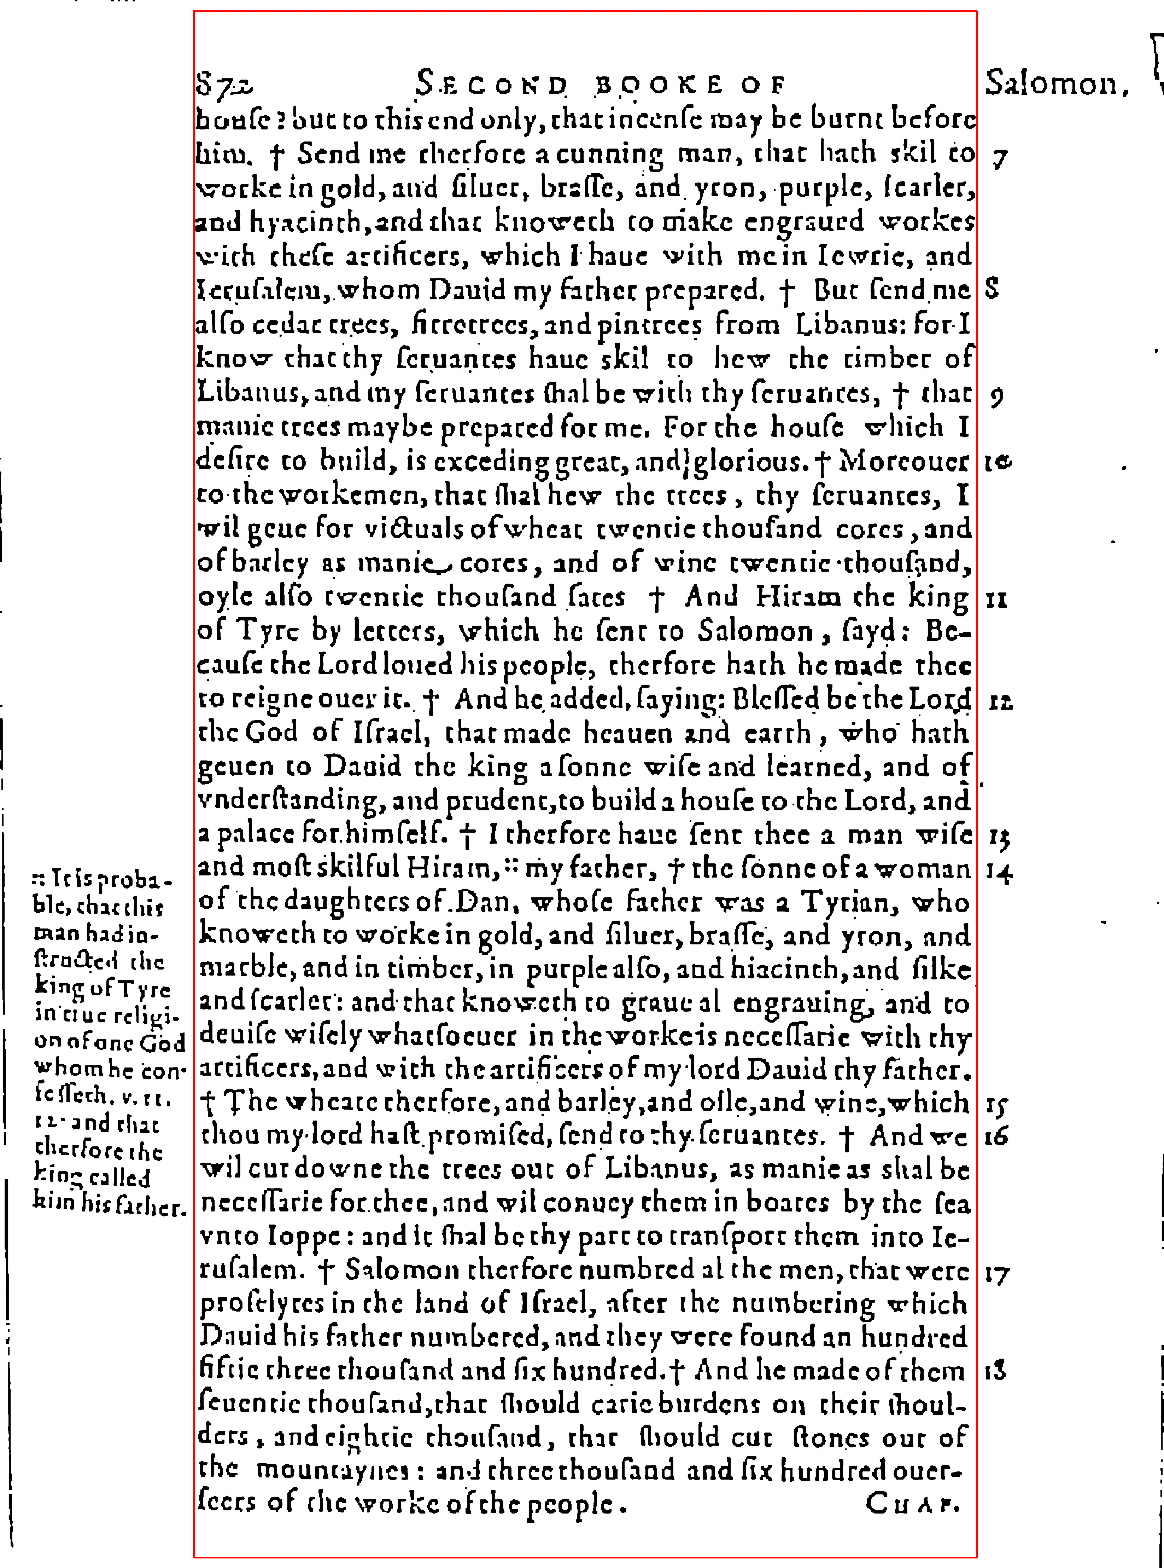 872 SECOND BOOKE OF Salomon.
house? but to this end only, that incense may be burnt before
him. † Send me therfore a cunning man, that hath skil to 7
worke in gold, and siluer, brasse, and yron, purple, scarlet,
and hyacinth, and that knoweth to make engraued workes
with these artificers, which I haue with me in Iewrie, and
Ierusalem, whom Dauid my father prepared. † But send me 8
also cedar trees, firretrees, and pintrees from Libanus: for I
know that thy seruantes haue skil to hew the timber of
Libanus, and my seruantes shal be with thy seruantes, † that 9
manie trees maybe prepared for me. For the house which I
desire to build, is exceding great, and glorious. † Moreouer 10
to the workemen, that shal hew the trees, thy seruantes, I
wil geue for victuals of wheat twentie thousand cores, and
of barley as manie cores, and of wine twentie thousand,
oyle also twentie thousand sates † And Hiram the king 11
of Tyre by letters, which he sent to Salomon, sayd: Be-
cause the Lord loued his people, therfore hath he made thee
to reigne ouer it. † And he added, saying: Blessed be the Lord 12
the God of Israel, that made heauen and earth, who hath
geuen to Dauid the king a sonne wise and learned, and of
vnderstanding, and prudent, to build a house to the Lord, and
a palace for himself. † I therfore haue sent thee a man wise 13
and most skilful Hiram, :: my father, † the sonne of a woman 14
of the daughters of Dan, whose father was a Tyrian, who
knoweth to worke in gold, and siluer, brasse, and yron, and
marble, and in timber, in purple also, and hiacinth, and silke
and scarlet: and that knoweth to graue al engrauing, and to
deuise wisely whatsoeuer in the worke is necessarie with thy
artificers, and with the artificers of my lord Dauid thy father.
† The wheate therfore, and barley, and oile, and wine, which 15
thou my lord hast promised, send to thy seruantes. † And we 16
wil cut downe the trees out of Libanus, as manie as shal be
necessarie for thee, and wil conuey them in boates by the sea
vnto Ioppe: and it shal be thy part to transport them into Ie-
rusalem. † Salomon therfore numbred al the men, that were 17
proselytes in the land of Israel, after the numbering which
Dauid his father numbered, and they were found an hundred
fiftie three thousand and six hundred. † And he made of them 18
seuentie thousand, that should carie burdens on their shoul-
ders, and eightie thousand, that should cut stones out of
the mountaynes: and three thousand and six hundred ouer-
seers of the worke of the people. CHAP.
:: It is proba-
ble, that this
man had in-
structed the
king of Tyre
in true religi-
on of one God
whom he con-
fesseth. v. 11.
12. and that
therfore the
king called
him his father.